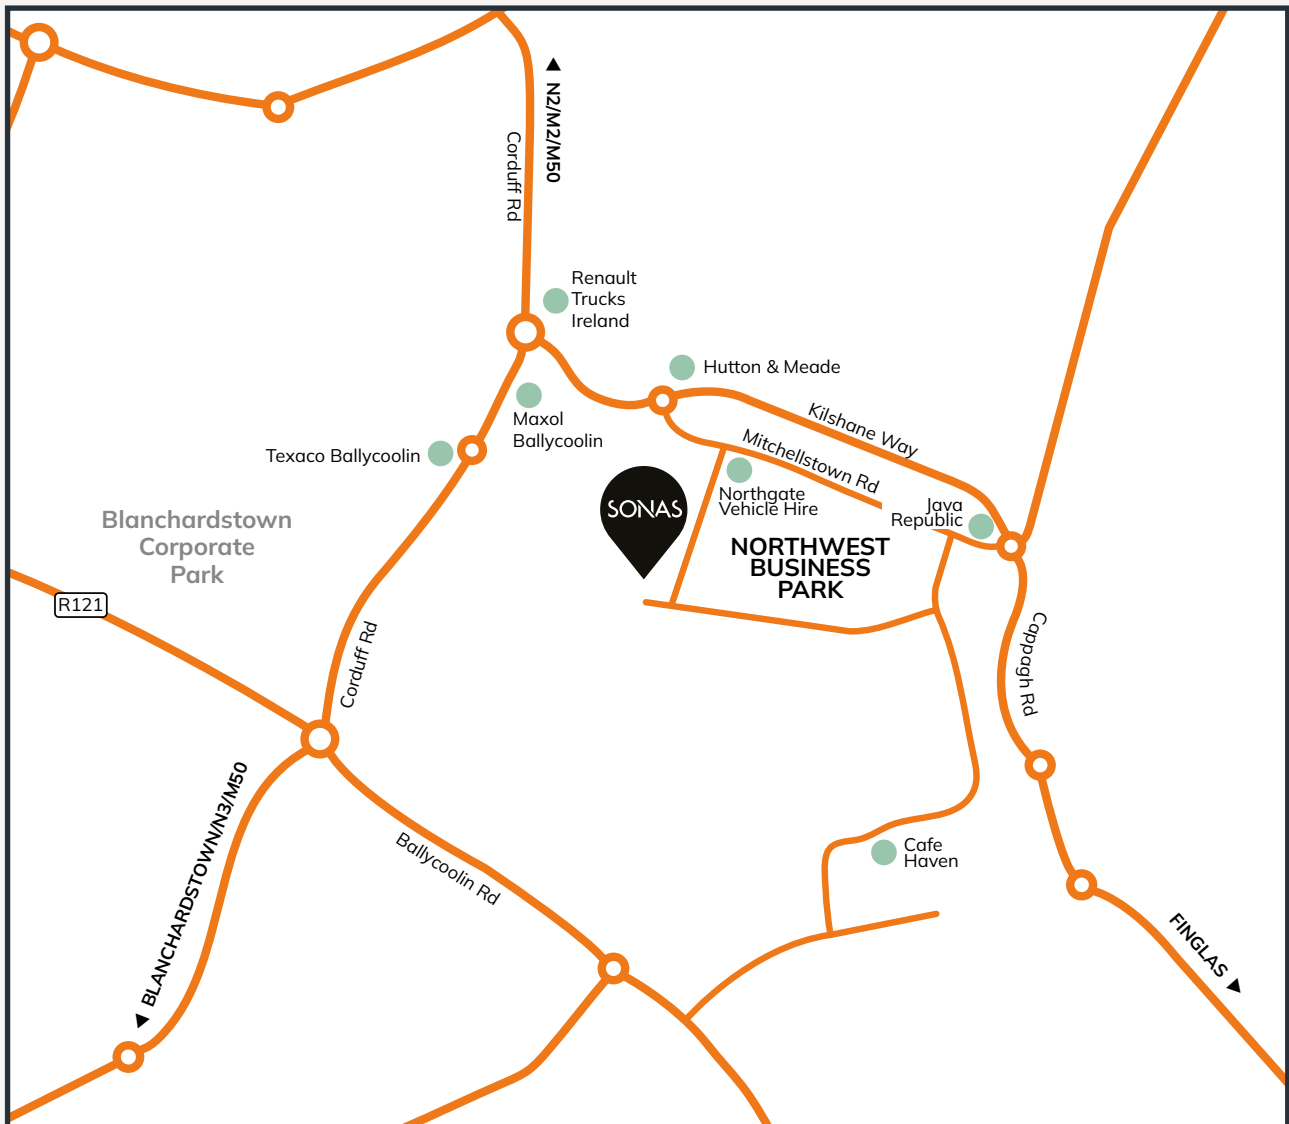 N2/M2/M50
Corduff Rd
Renault
Trucks
Ireland
Hutton & Meade
Maxol
Ballycoolin
Texaco Ballycoolin
Kilshane Way
Mitchellstown Rd
Northgate
Vehicle Hire
SONAS
Java
Republic
Blanchardstown
Corporate
Park
NORTHWEST
BUSINESS
PARK
R121
Corduff Rd
Cappagh Rd
BLANCHARDSTOWN/N3/M50
Ballycoolin Rd
Cafe
Haven
FINGLAS